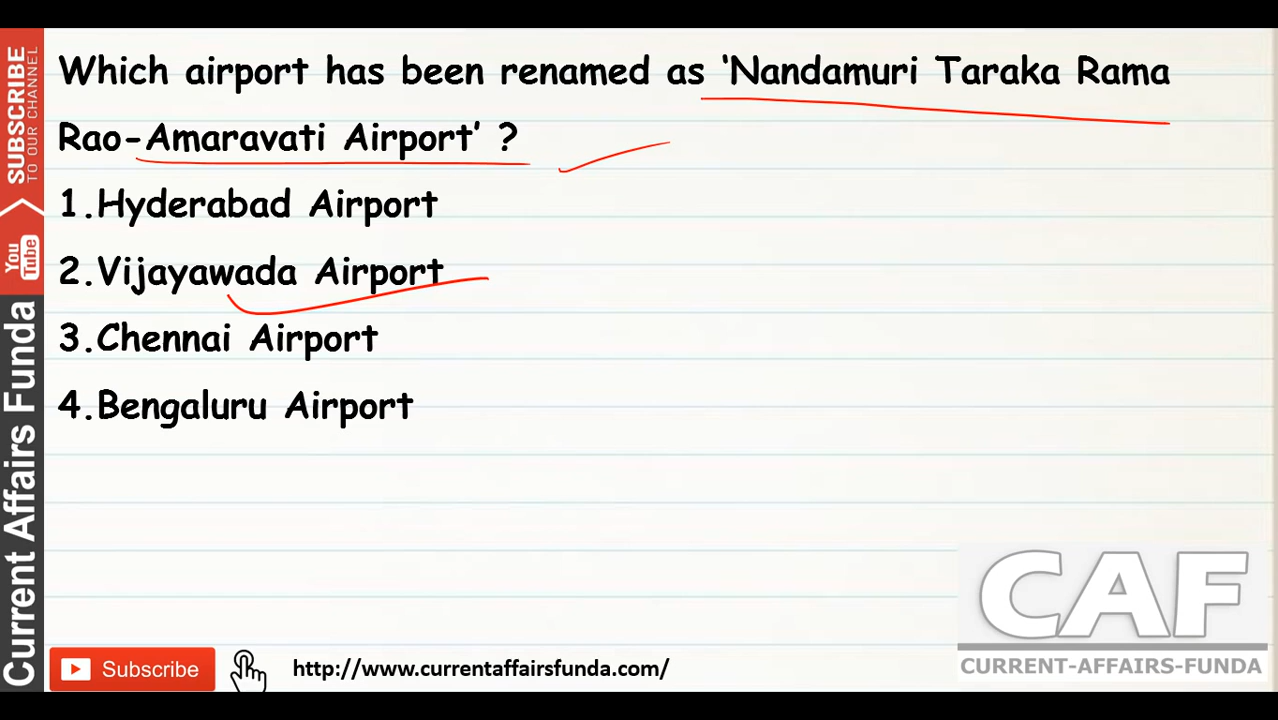 Which airport has been renamed as ‘Nandamuri Taraka Rama
Rao-Amaravati Airport’ ?
1.Hyderabad Airport
2.Vijayawada Airport
3.Chennai Airport
4.Bengaluru Airport
SUBSCRIBE
TO OUR CHANNEL
You
Tube
Current Affairs Funda
CAF
CURRENT-AFFAIRS-FUNDA
Subscribe
http://www.currentaffairsfunda.com/